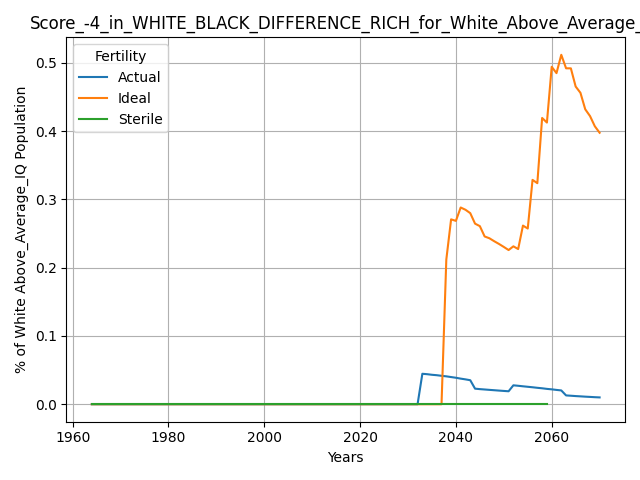 Score_-4_in_WHITE_BLACK_DIFFERENCE_RICH_for_White_Above_Average_
Fertility
Actual
Ideal
Sterile
% of White Above_Average_IQ Population
0.5
0.4
0.3
0.2
0.1
0.0
1960 1980 2000 2020 2040 2060
Years